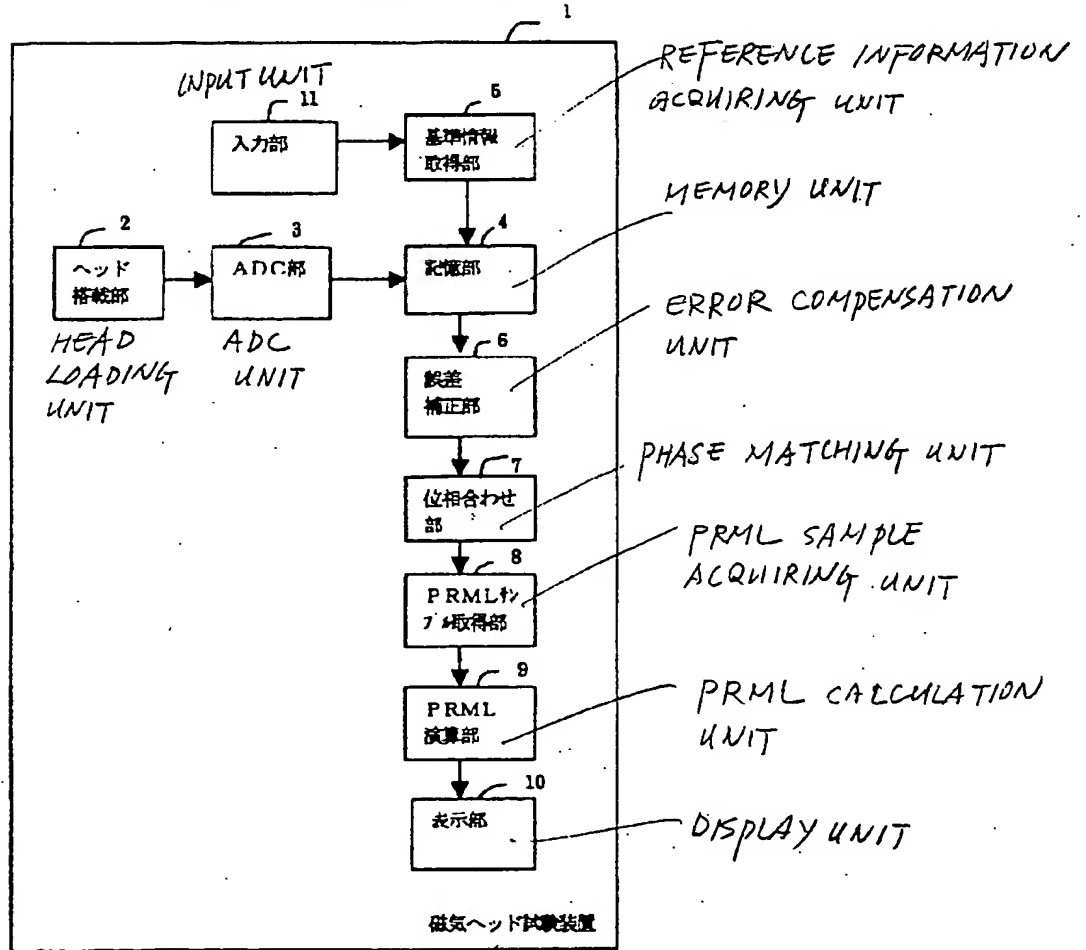 1
INPUT UNIT
11
入力部
5
基準情報
取得部
REFERENCE INFORMATION
ACQUIRING UNIT
2
ヘッド
搭載部
HEAD
LOADING
UNIT
3
ADC部
ADC
UNIT
4
記憶部
MEMORY UNIT
6
誤差
補正部
ERROR COMPENSATION
UNIT
7
位相合わせ
部
PHASE MATCHING UNIT
8
PRMLサン
プル取得部
PRML SAMPLE
ACQUIRING UNIT
9
PRML
演算部
PRML CALCULATION
UNIT
10
表示部
DISPLAY UNIT
磁気ヘッド試験装置